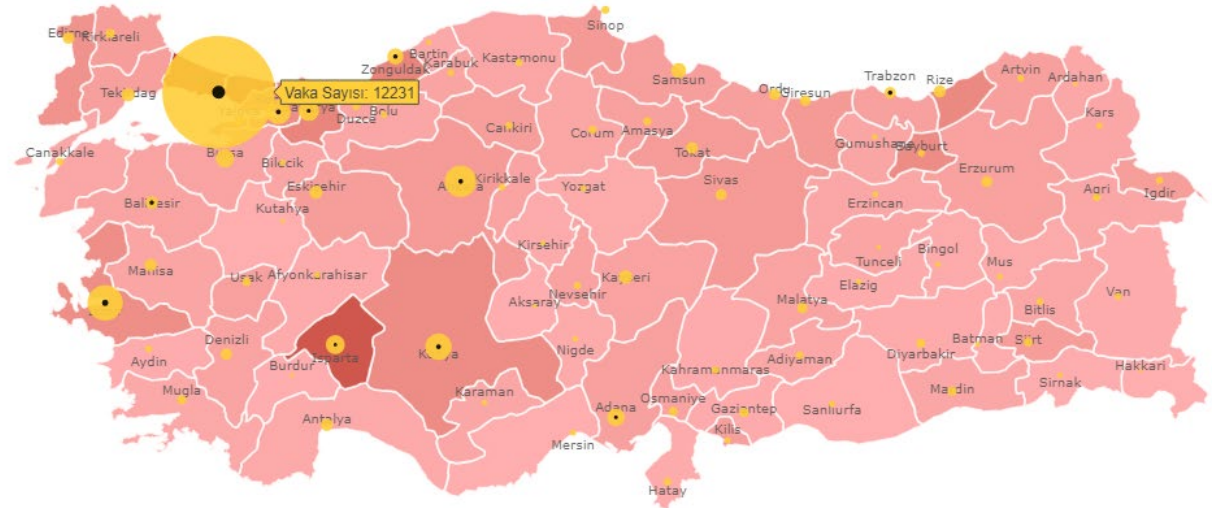 Sinop
Edirne
Kirklareli
Bartin
Zonguldak
Karabuk
Kastamonu
Samsun
Trabzon
Rize
Artvin
Ardahan
Tekirdag
Vaka Sayısı: 12231
Duzce
Bolu
Ordu
Giresun
Kars
Cankiri
Corum
Amasya
Tokat
Gumushane
Bayburt
Canakkale
Bursa
Bilecik
Eskisehir
Ankara
Kirikkale
Yozgat
Sivas
Erzurum
Agri
Igdir
Balikesir
Kutahya
Erzincan
Kirsehir
Tunceli
Bingol
Mus
Manisa
Usak
Afyonkarahisar
Aksaray
Nevsehir
Kayseri
Malatya
Elazig
Bitlis
Van
Aydin
Denizli
Burdur
Isparta
Konya
Nigde
Kahramanmaras
Adiyaman
Diyarbakir
Batman
Siirt
Hakkari
Mugla
Karaman
Sirnak
Mardin
Antalya
Mersin
Adana
Osmaniye
Gaziantep
Kilis
Sanliurfa
Hatay